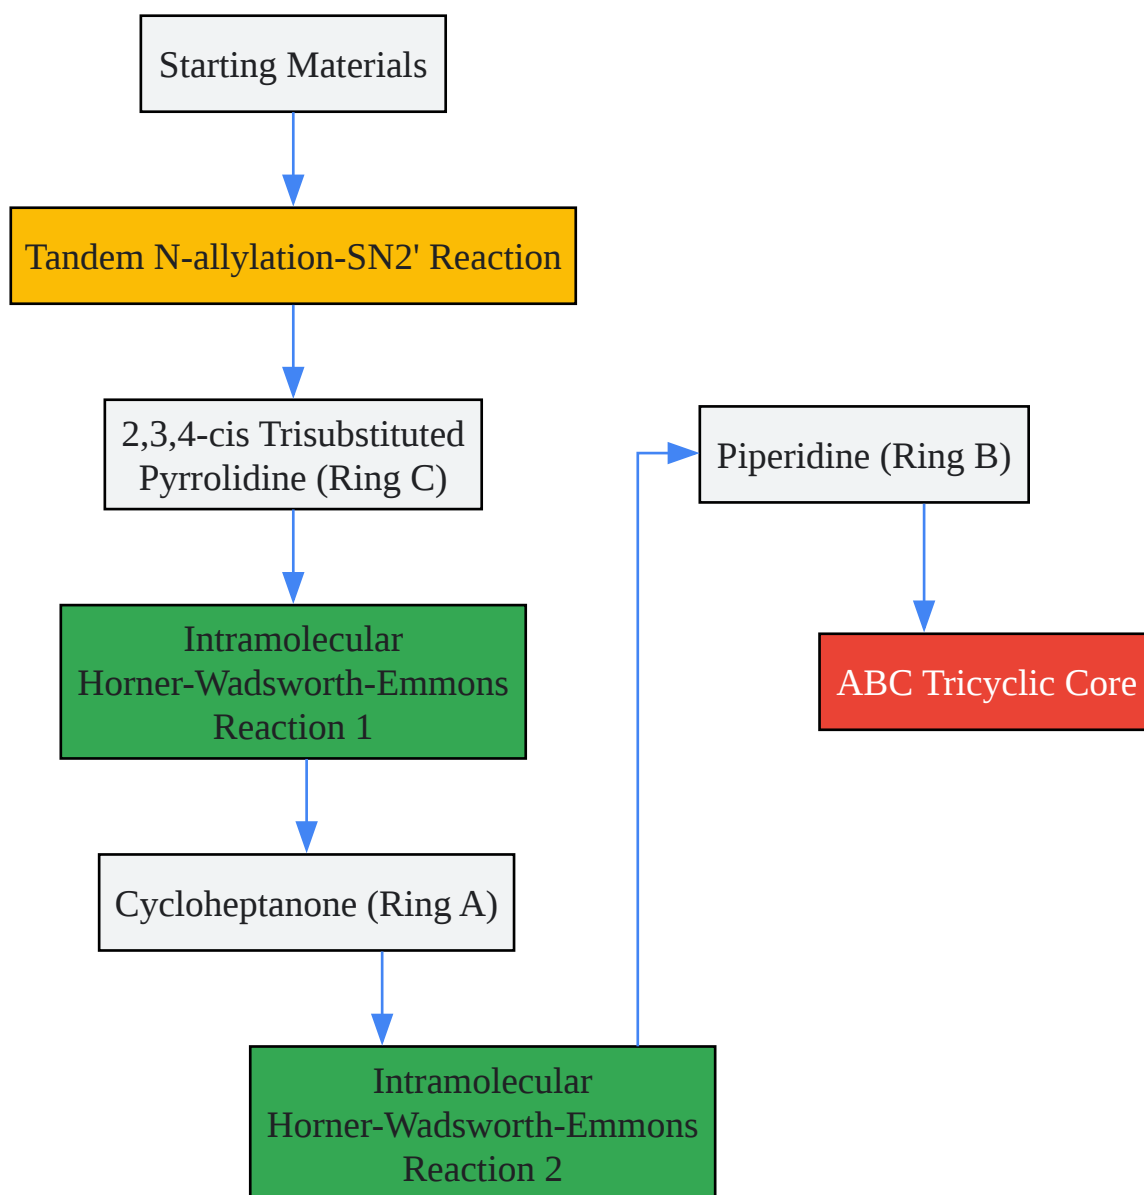 Starting Materials
Tandem N-allylation-SN2' Reaction
2,3,4-cis Trisubstituted
Pyrrolidine (Ring C)
Intramolecular
Horner-Wadsworth-Emmons
Reaction 1
Cycloheptanone (Ring A)
Intramolecular
Horner-Wadsworth-Emmons
Reaction 2
Piperidine (Ring B)
ABC Tricyclic Core